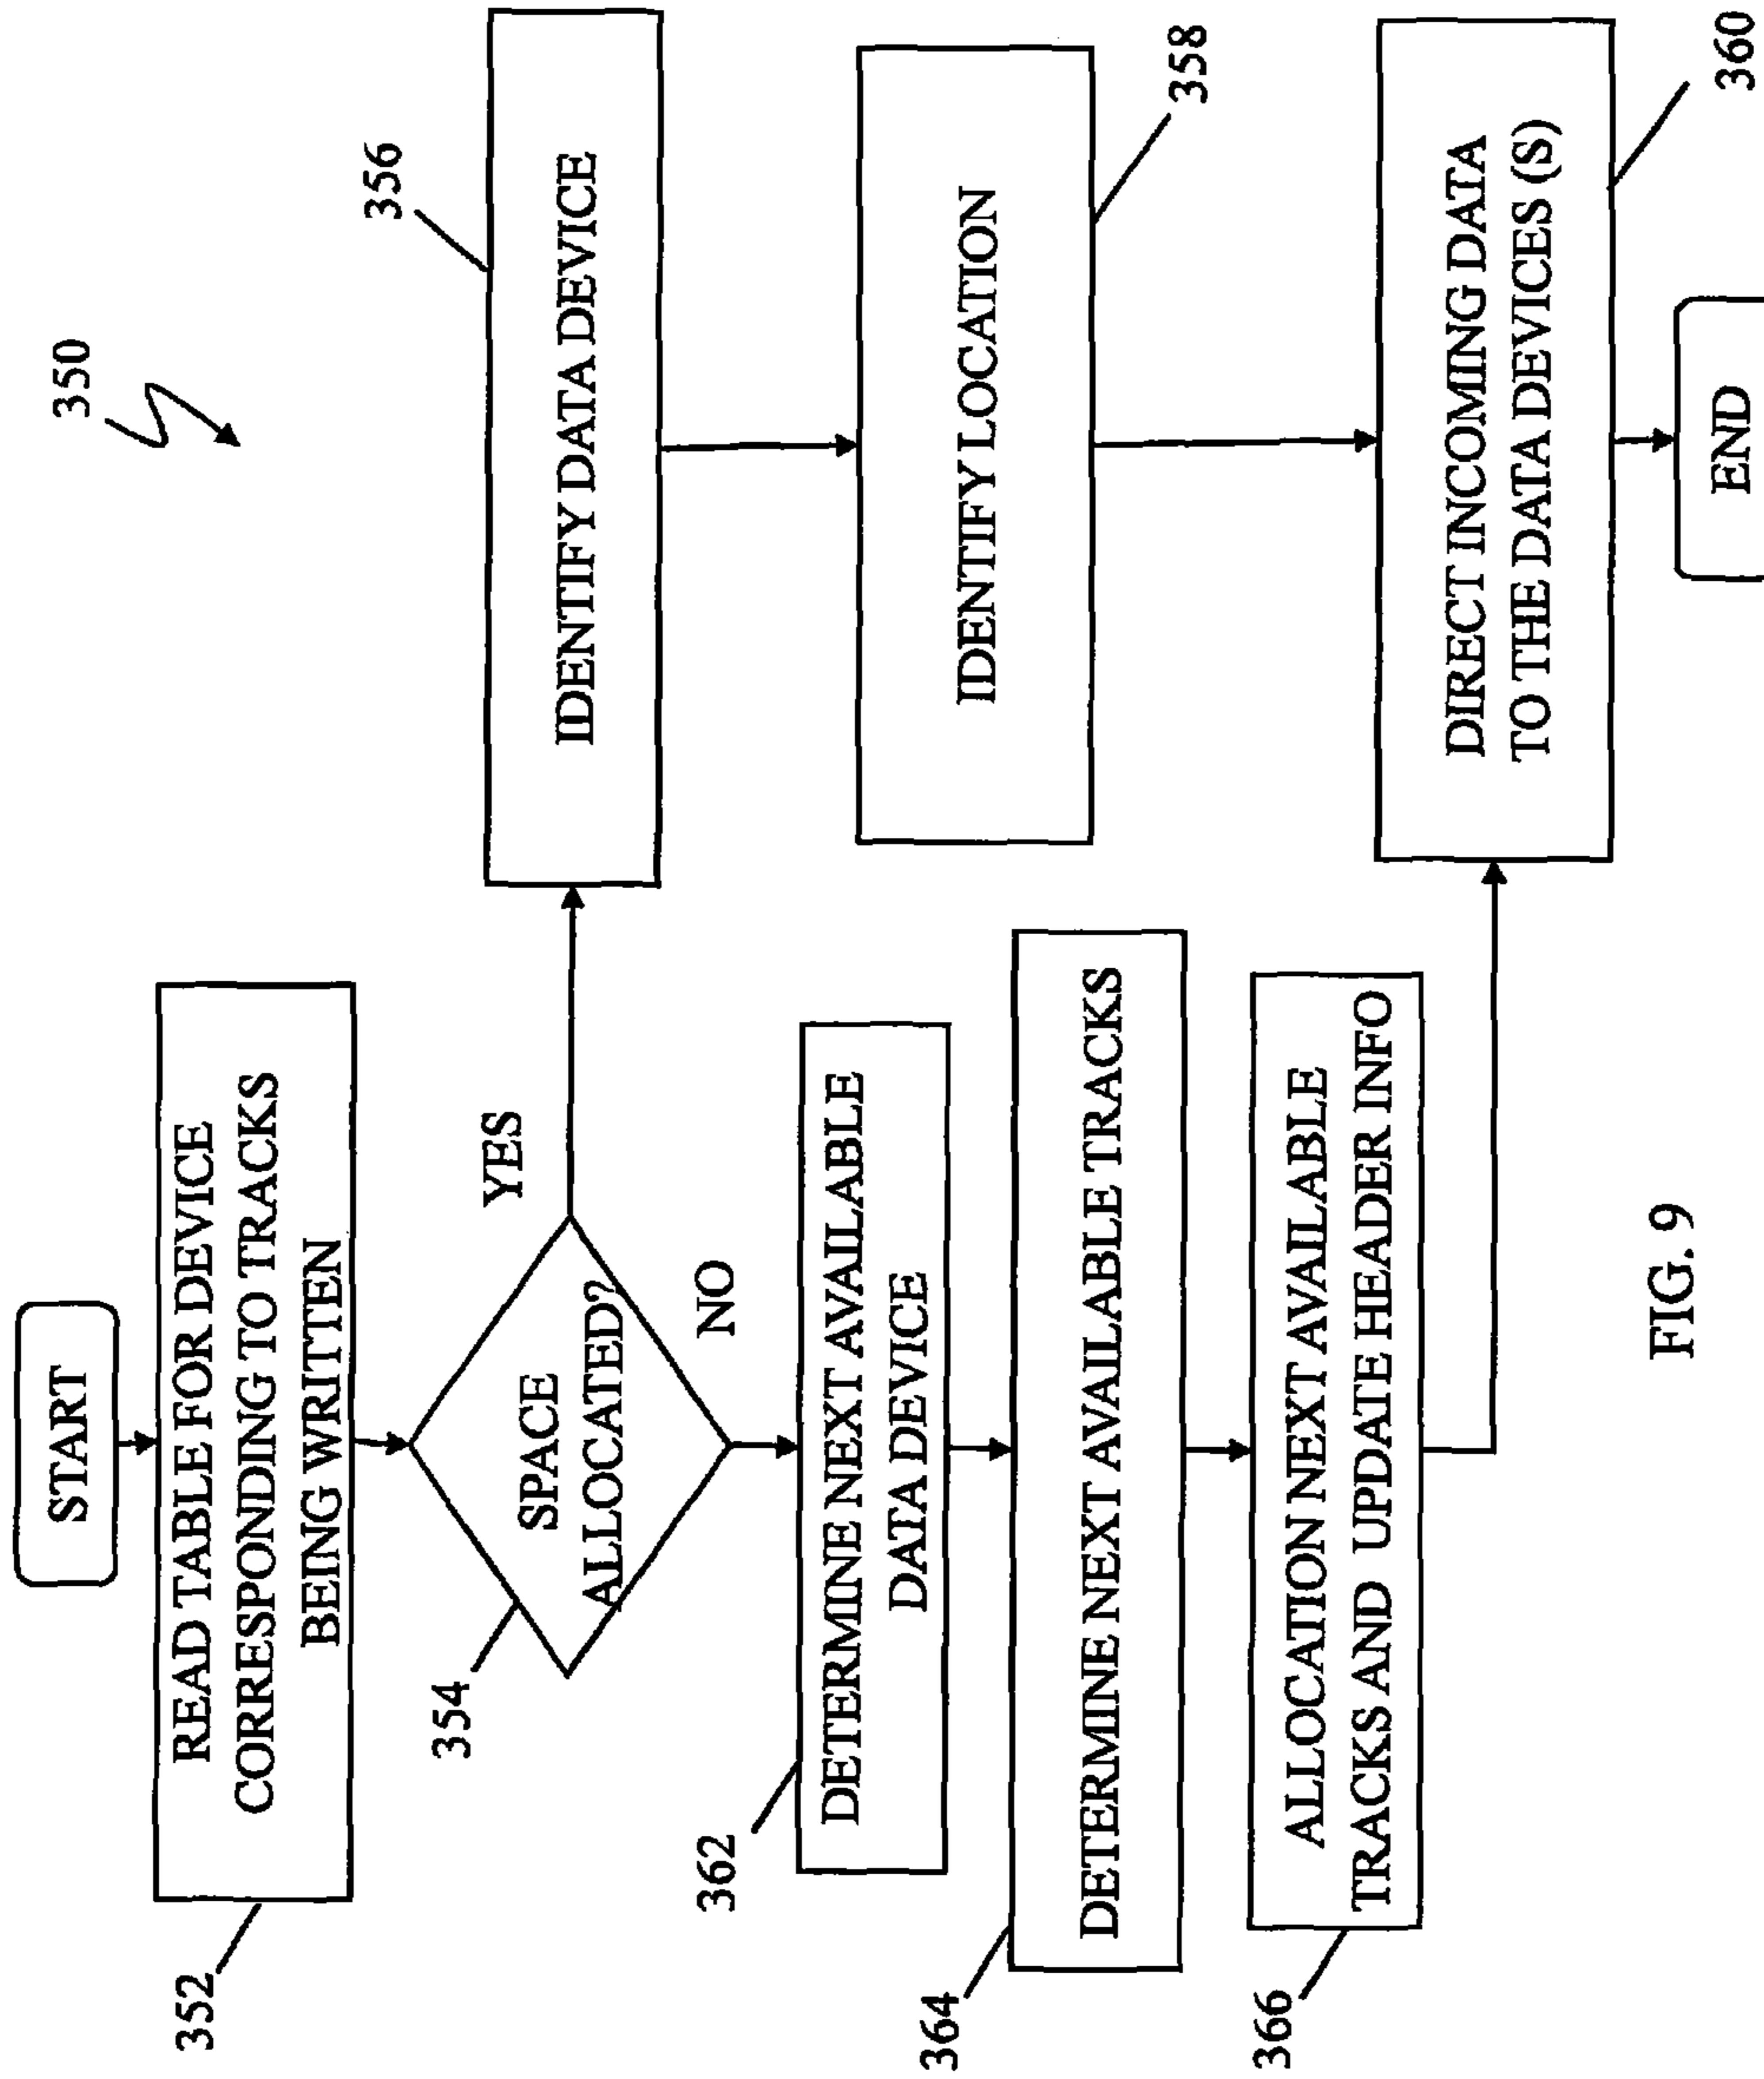 350
START
READ TABLE FOR DEVICE
CORRESPONDING TO TRACKS
BEING WRITTEN
352
SPACE
ALLOCATED?
354
YES
NO
IDENTIFY DATA DEVICE
356
IDENTIFY LOCATION
358
DETERMINE NEXT AVAILABLE
DATA DEVICE
362
DETERMINE NEXT AVAILABLE TRACKS
364
ALLOCATION NEXT AVAILABLE
TRACKS AND UPDATE HEADER INFO
366
DIRECT INCOMING DATA
TO THE DATA DEVICES (S)
360
END
FIG. 9